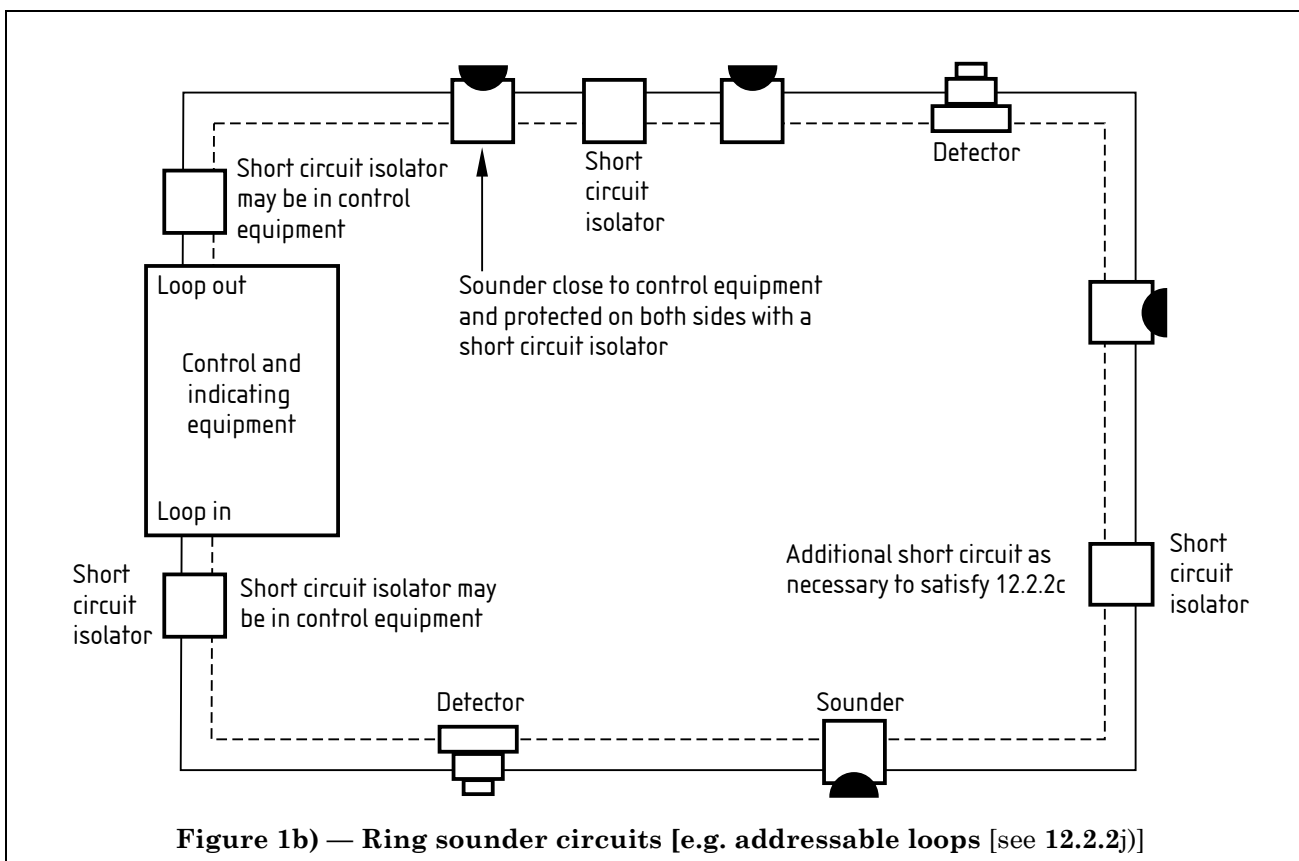 Short circuit isolator
may be in control
equipment
Short
circuit
isolator
Detector
Loop out
Sounder close to control equipment
and protected on both sides with a
short circuit isolator
Control and
indicating
equipment
Loop in
Short
circuit
isolator
Short circuit isolator may
be in control equipment
Additional short circuit as
necessary to satisfy 12.2.2c
Short
circuit
isolator
Detector
Sounder
Figure 1b) — Ring sounder circuits [e.g. addressable loops [see 12.2.2j)]